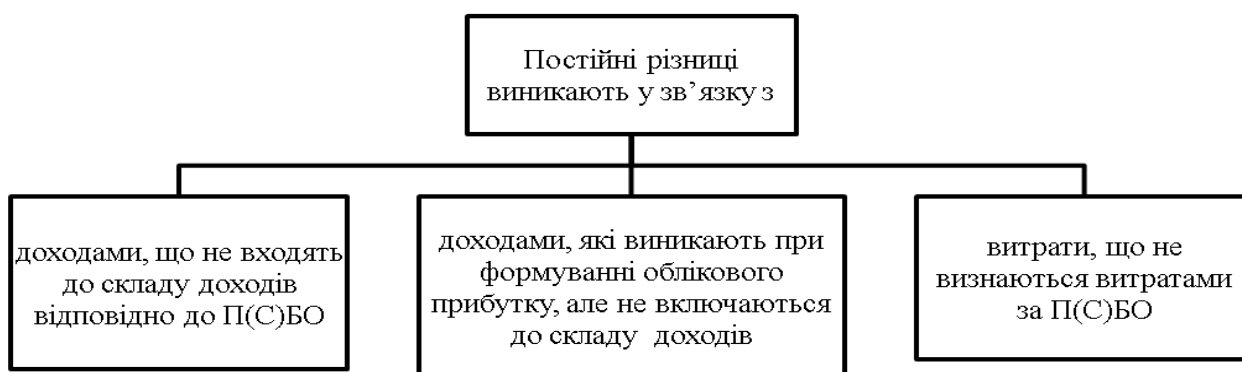 Постійні різниці
виникають у зв’язку з
доходами, що не входять
до складу доходів
відповідно до П(С)БО
доходами, які виникають при
формуванні облікового
прибутку, але не включаються
до складу доходів
витрати, що не
визнаються витратами
за П(С)БО